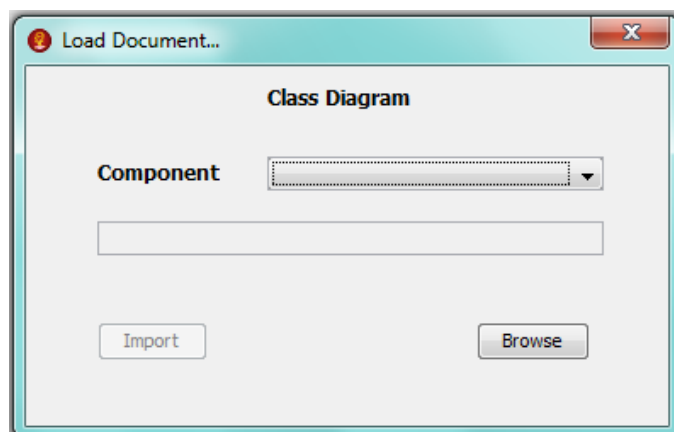 Load Document...
Class Diagram
Component
Import
Browse